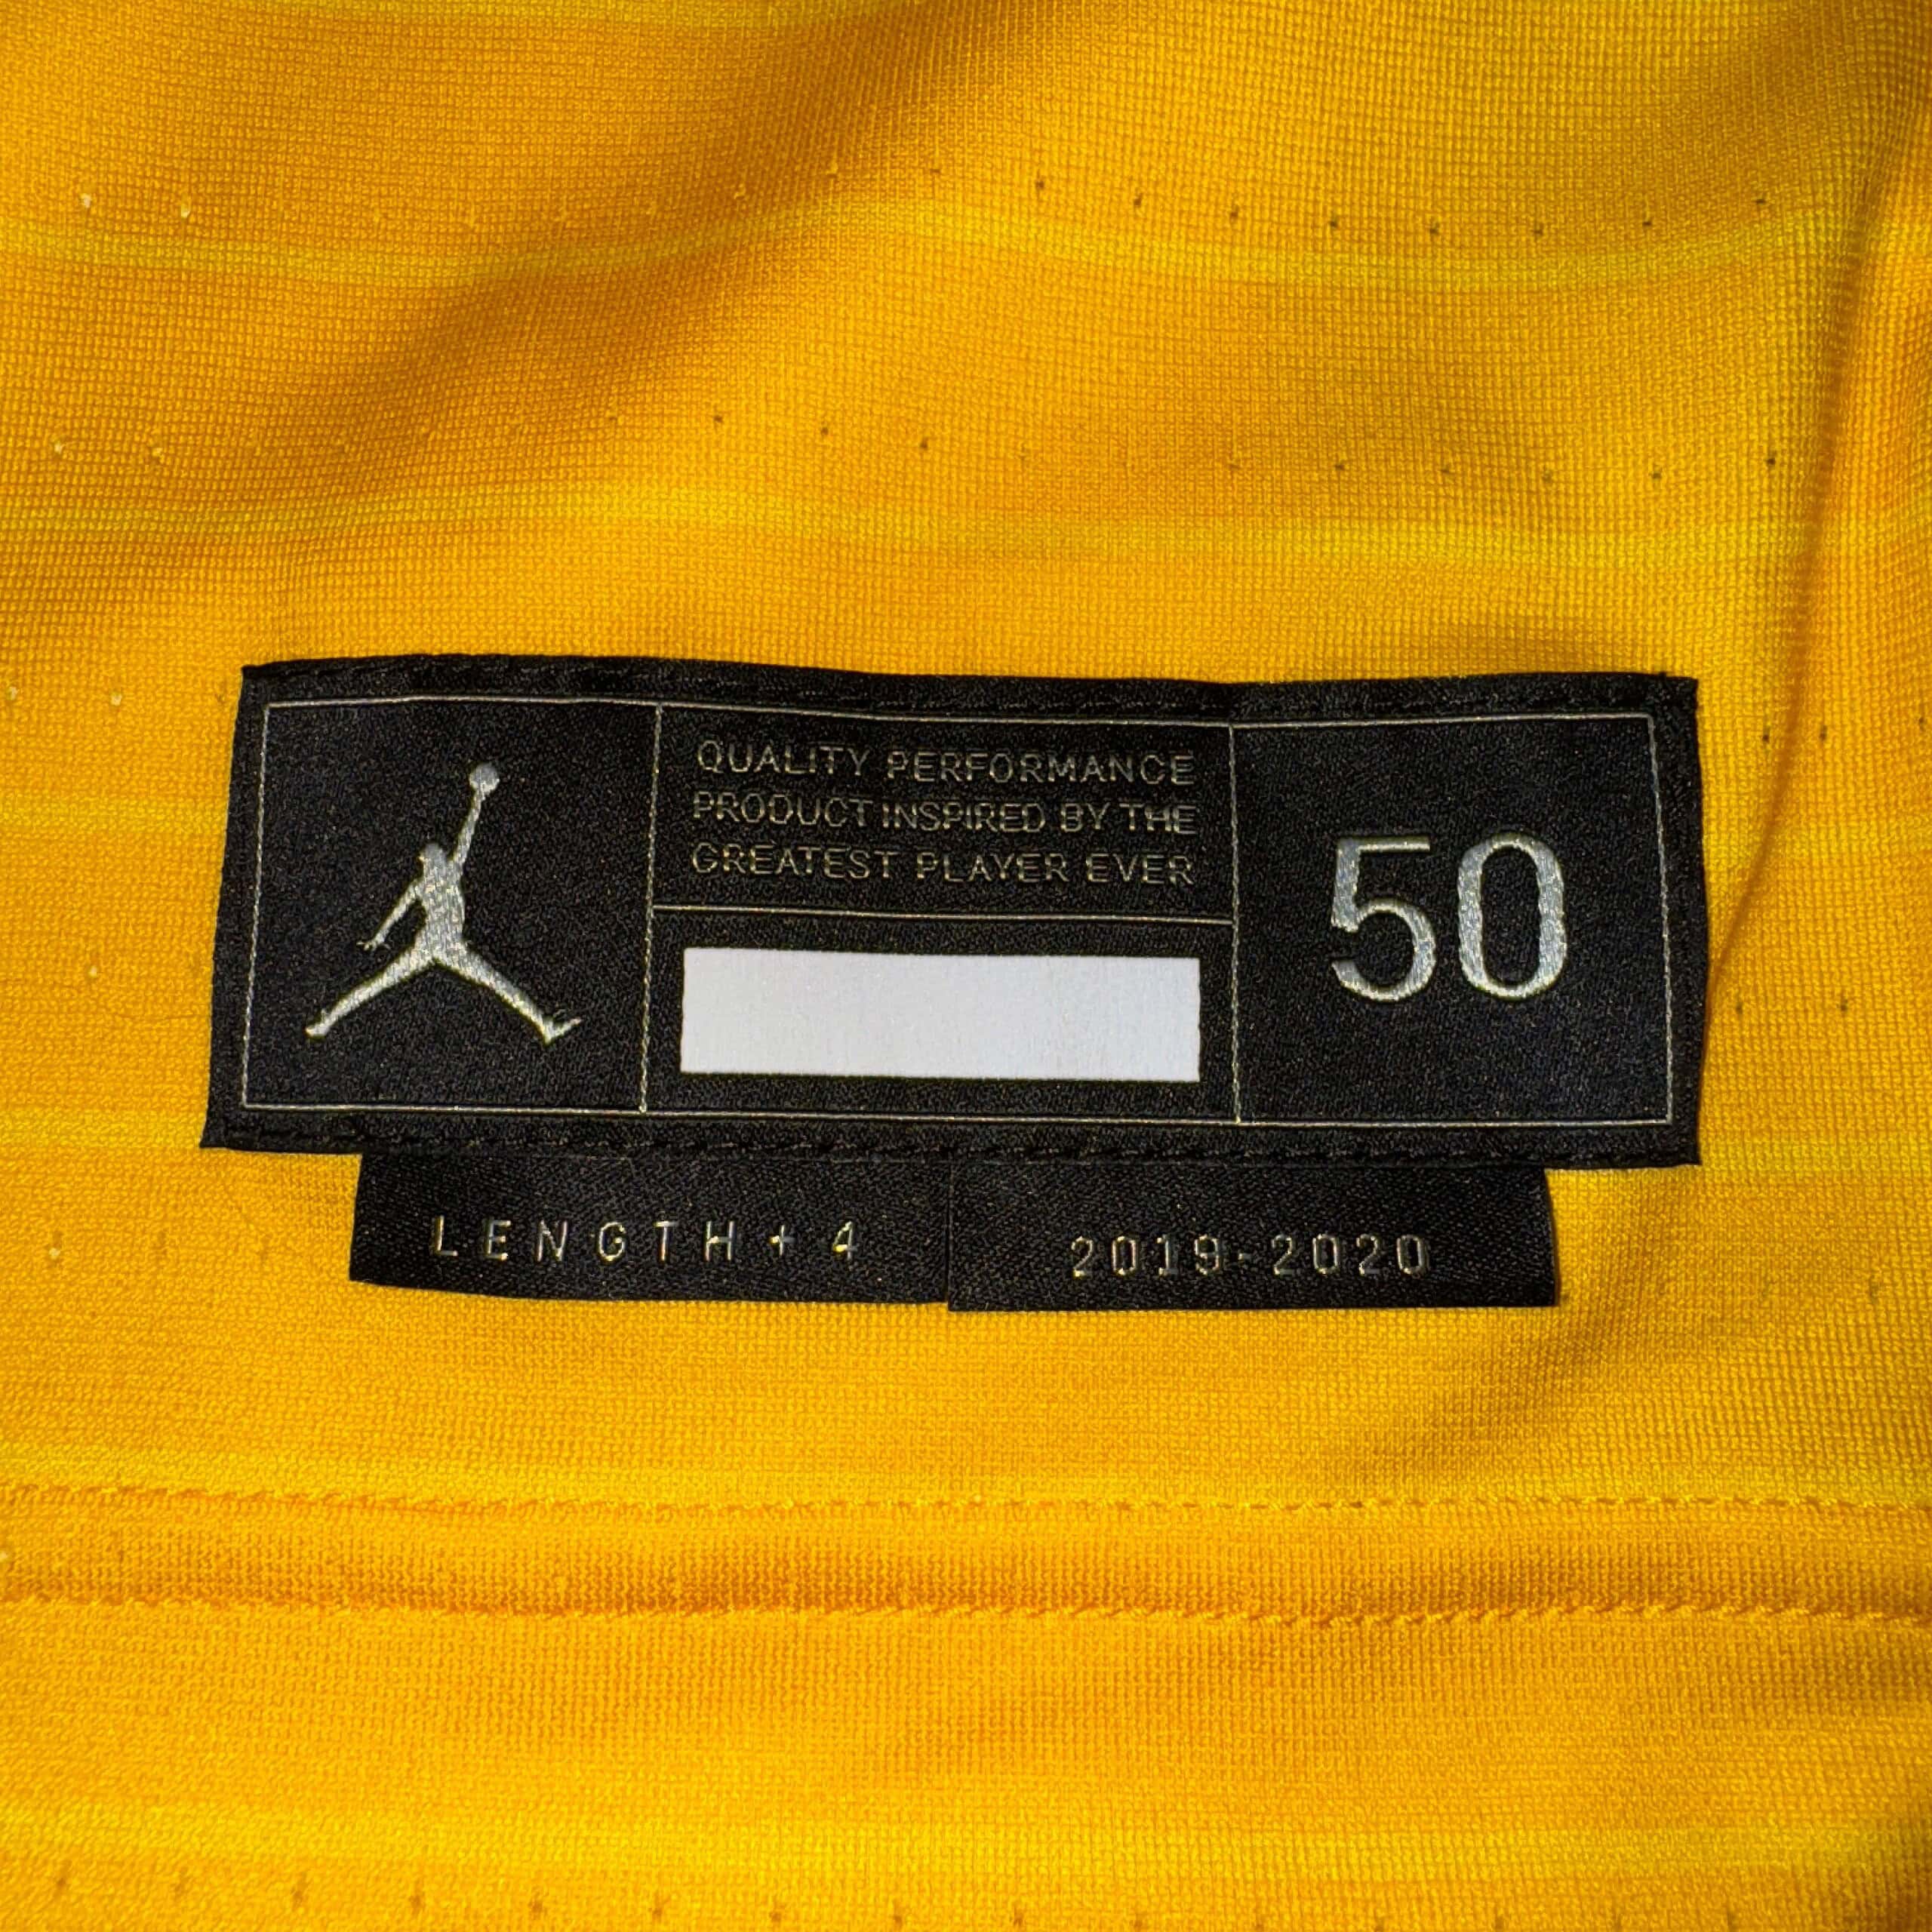 QUALITY PERFORMANCE
PRODUCT INSPIRED BY THE
GREATEST PLAYER EVER
50
LENGTH + 4
2019-2020